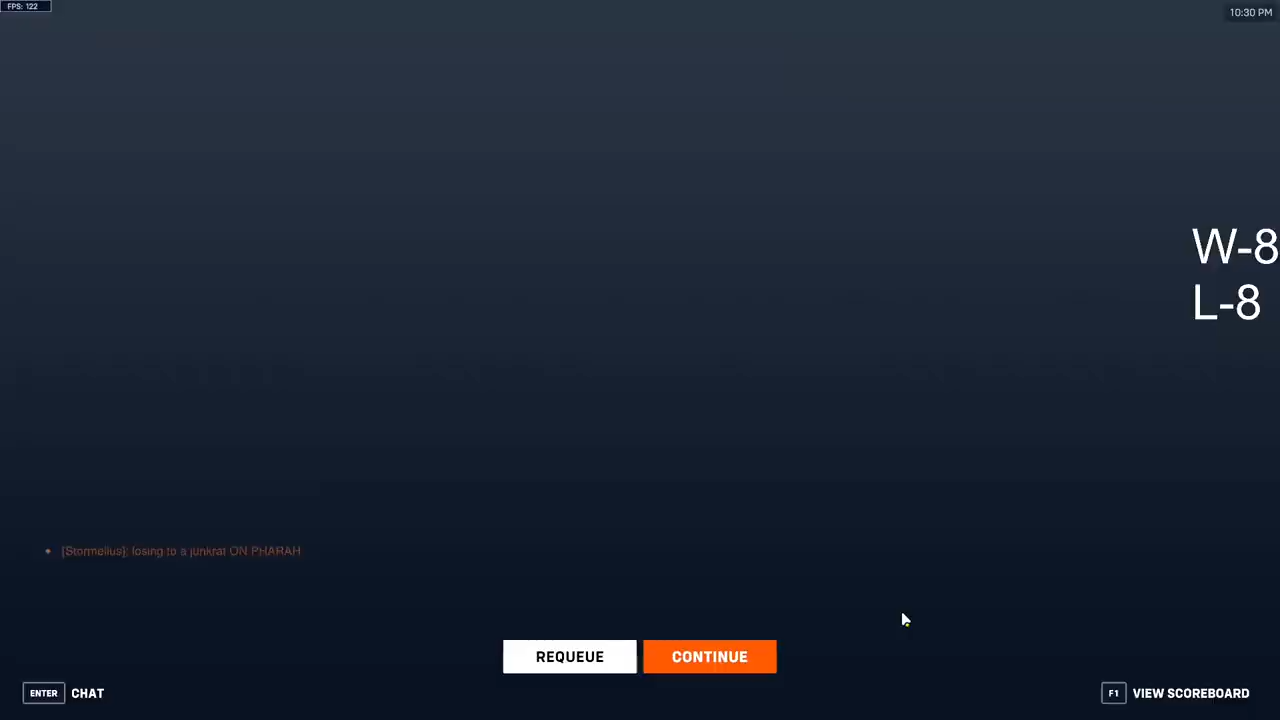 FPS: 122
10:30 PM
W-8
L-8
[Stormelius]: losing to a junkrat ON PHARAH
REQUEUE
CONTINUE
ENTER CHAT
F1 VIEW SCOREBOARD